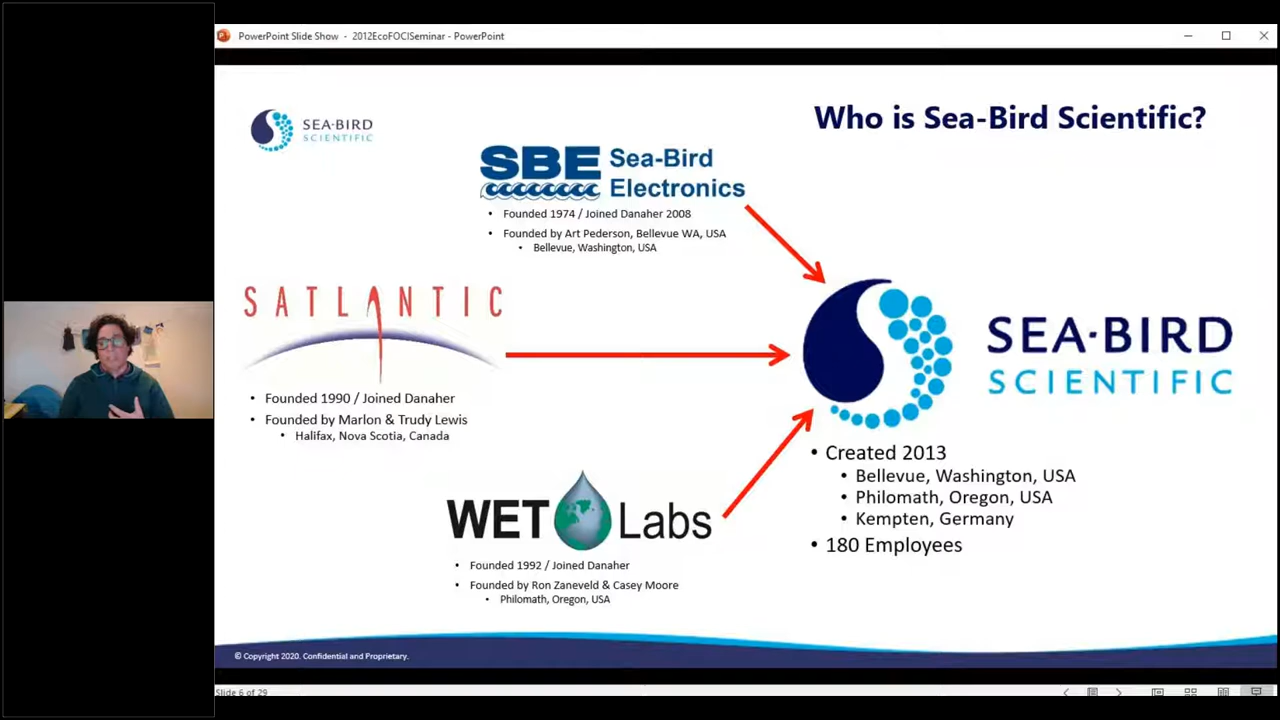 PowerPoint Slide Show - 2012EcoFOCISeminar - PowerPoint
SEA·BIRD
SCIENTIFIC
Who is Sea-Bird Scientific?
SBE Sea-Bird
Electronics
• Founded 1974 / Joined Danaher 2008
• Founded by Art Pederson, Bellevue WA, USA
• Bellevue, Washington, USA
SATLANTIC
• Founded 1990 / Joined Danaher
• Founded by Marlon & Trudy Lewis
• Halifax, Nova Scotia, Canada
WET Labs
• Founded 1992 / Joined Danaher
• Founded by Ron Zaneveld & Casey Moore
• Philomath, Oregon, USA
SEA·BIRD
SCIENTIFIC
• Created 2013
• Bellevue, Washington, USA
• Philomath, Oregon, USA
• Kempten, Germany
• 180 Employees
© Copyright 2020. Confidential and Proprietary.
Slide 6 of 29